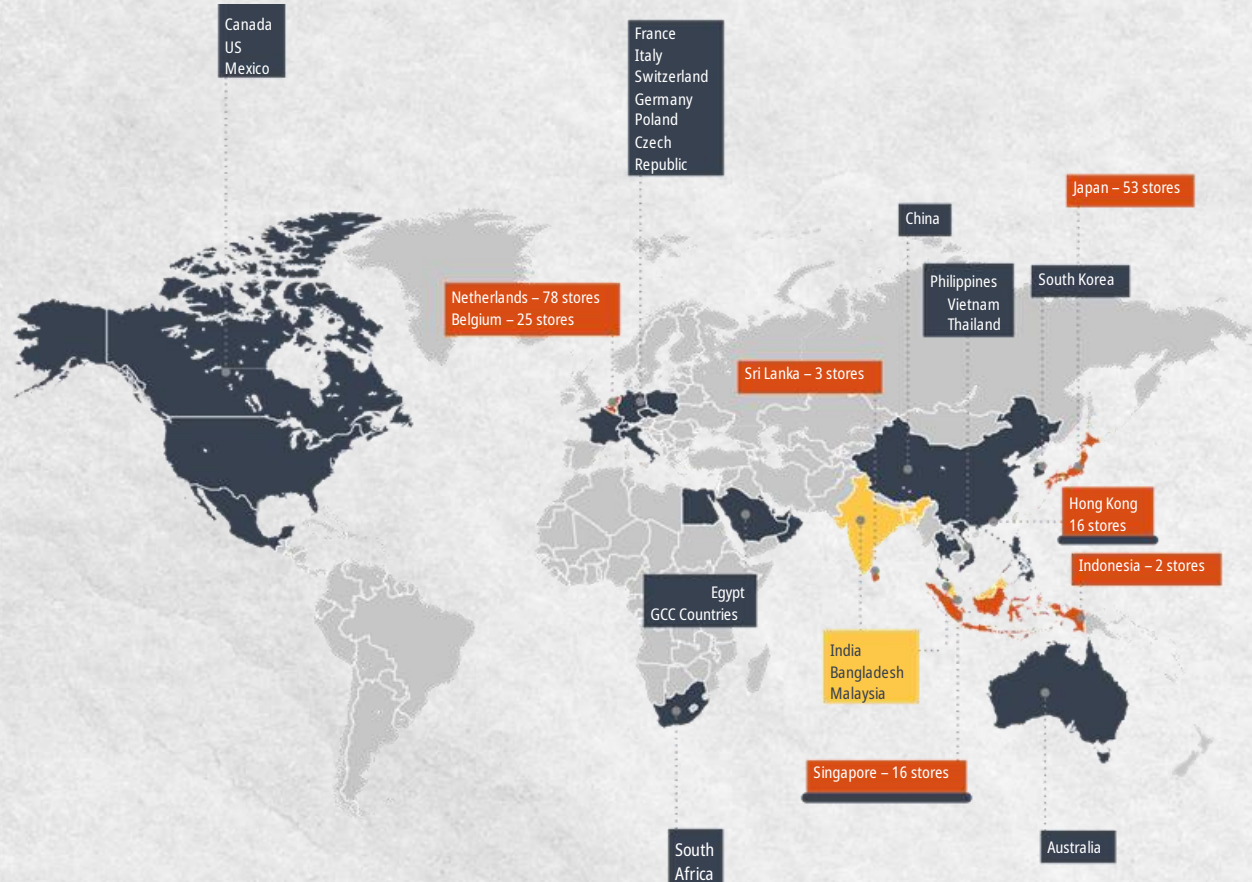 Canada
US
Mexico
France
Italy
Switzerland
Germany
Poland
Czech
Republic
Japan – 53 stores
China
Philippines
Vietnam
Thailand
South Korea
Netherlands – 78 stores
Belgium – 25 stores
Sri Lanka – 3 stores
Hong Kong
16 stores
Indonesia – 2 stores
Egypt
GCC Countries
India
Bangladesh
Malaysia
Singapore – 16 stores
South
Africa
Australia